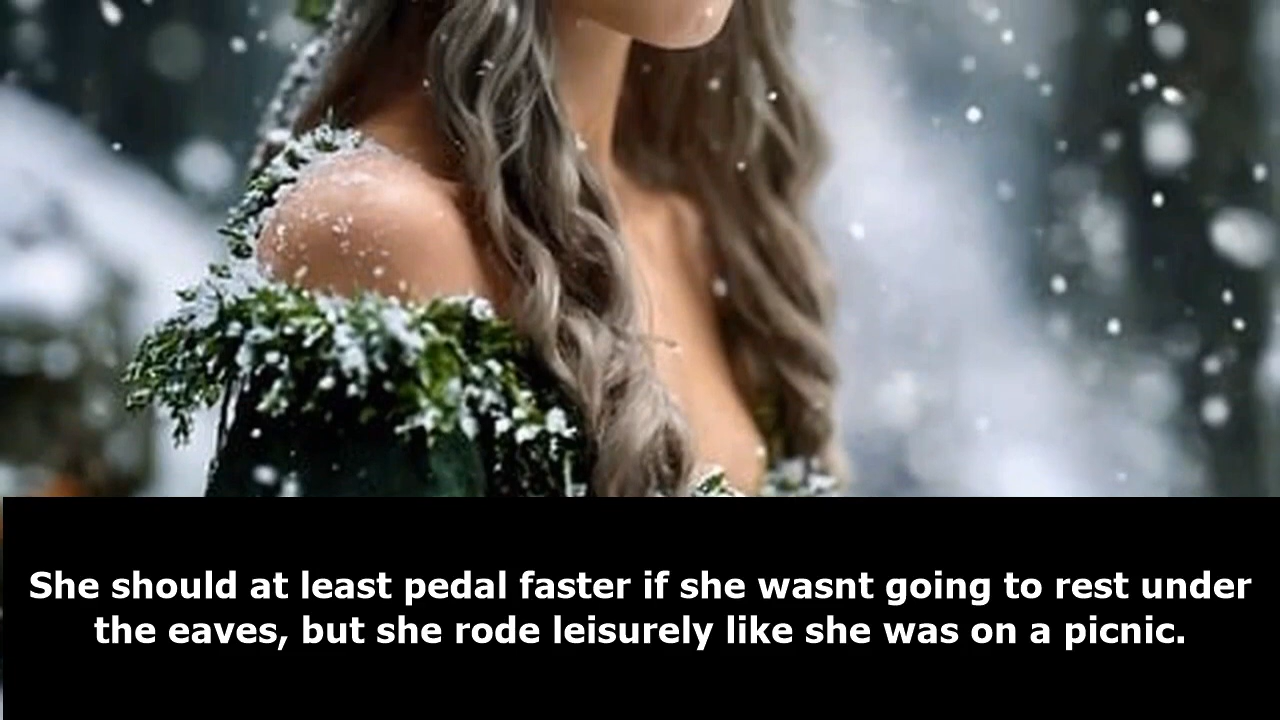 She should at least pedal faster if she wasnt going to rest under
the eaves, but she rode leisurely like she was on a picnic.